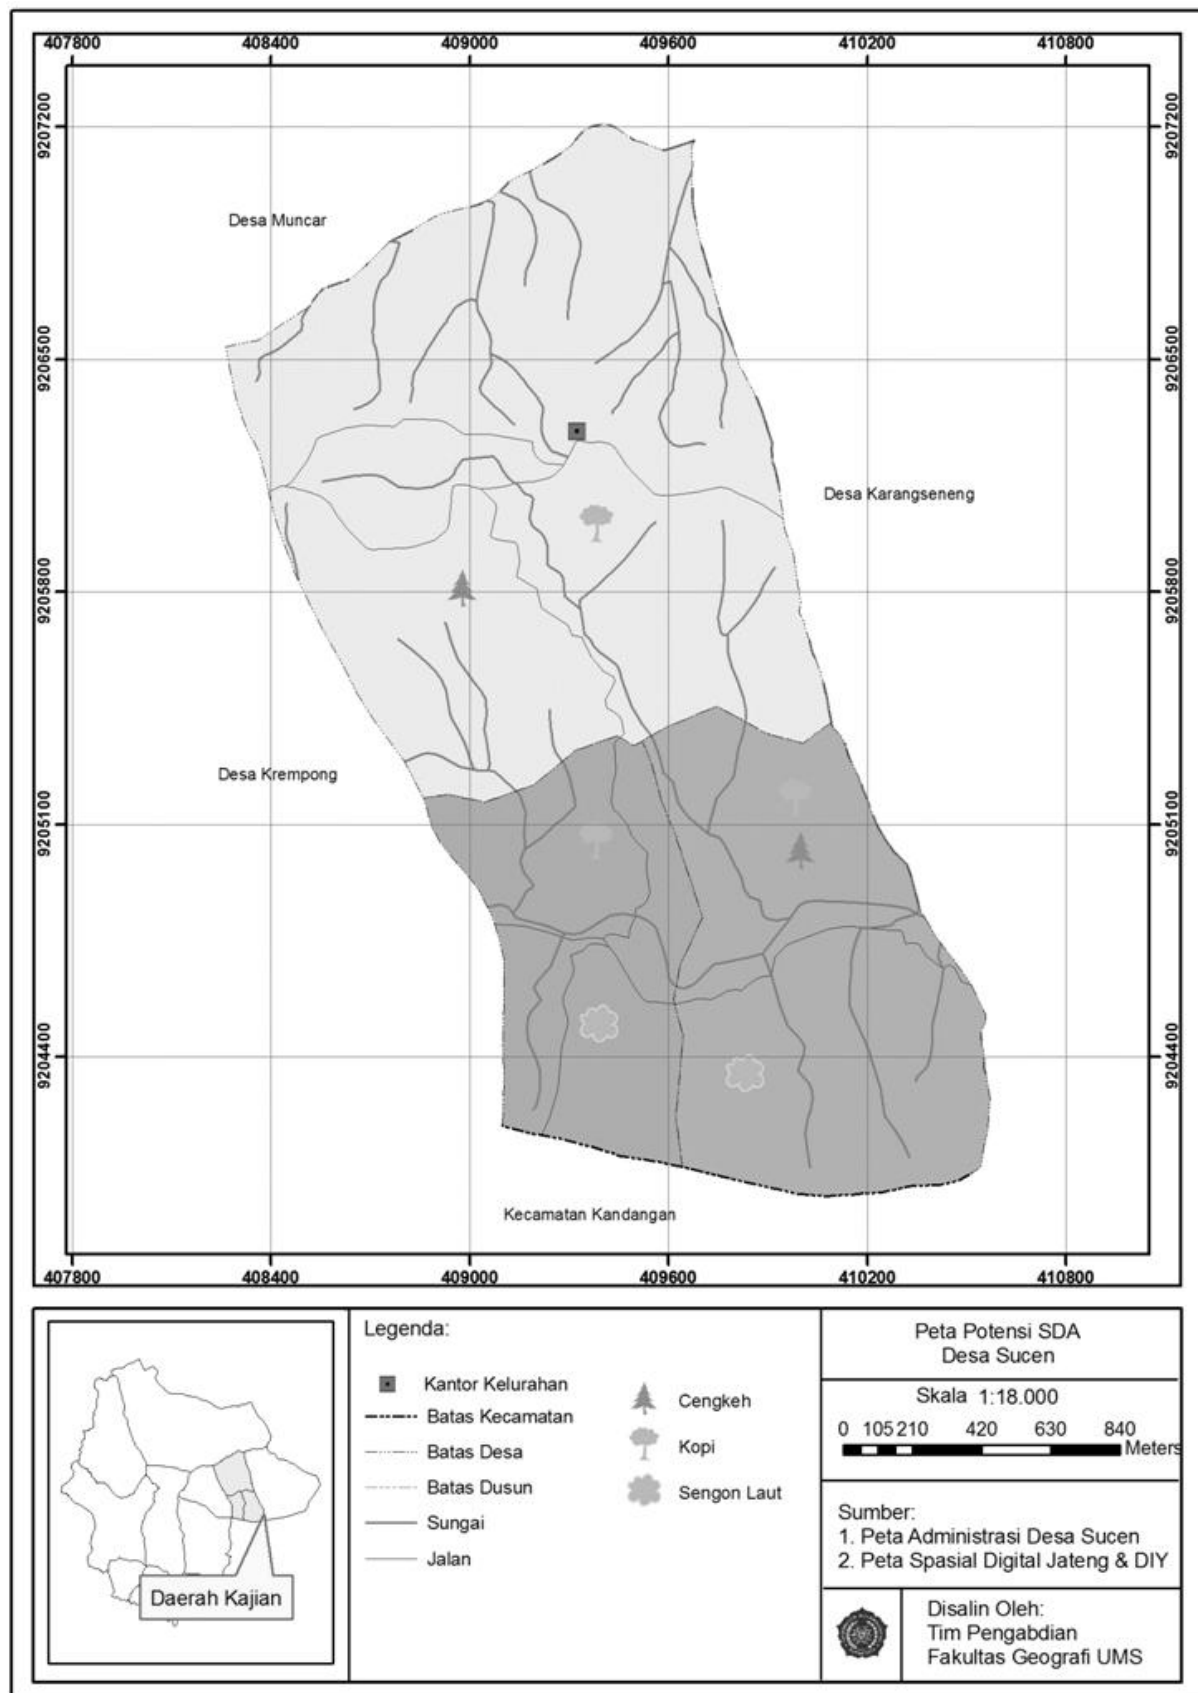 407800 408400 409000 409600 410200 410800
9207200 9207200
Desa Muncar
9206500 9206500
Desa Karangseneng
9205800 9205800
Desa Krempong
9205100 9205100
9204400 9204400
Kecamatan Kandangan
407800 408400 409000 409600 410200 410800
Daerah Kajian
Legenda:
Kantor Kelurahan
Batas Kecamatan
Batas Desa
Batas Dusun
Sungai
Jalan
Cengkeh
Kopi
Sengon Laut
Peta Potensi SDA
Desa Sucen
Skala 1:18.000
0 105 210 420 630 840
Meters
Sumber:
1. Peta Administrasi Desa Sucen
2. Peta Spasial Digital Jateng & DIY
Disalin Oleh:
Tim Pengabdian
Fakultas Geografi UMS